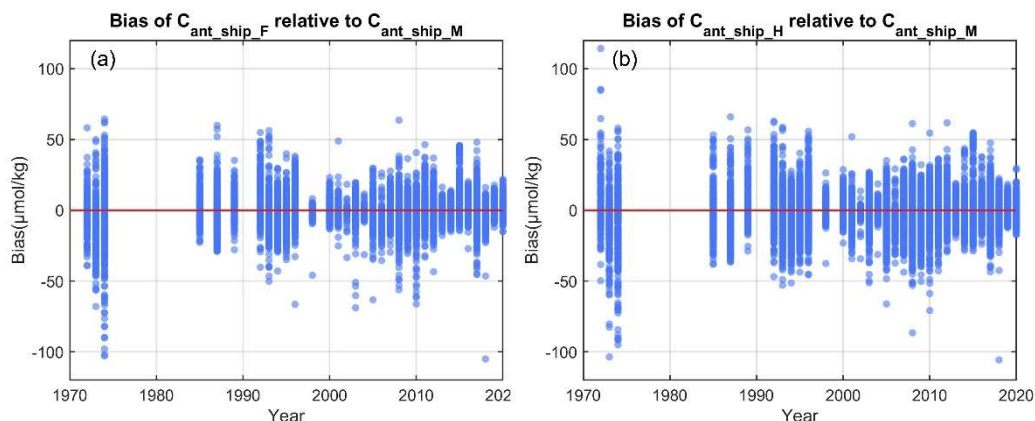 Bias of C_ant_ship_F relative to C_ant_ship_M
(a)
100
50
0
-50
-100
Bias(μmol/kg)
1970 1980 1990 2000 2010 202
Year
Bias of C_ant_ship_H relative to C_ant_ship_M
(b)
100
50
0
-50
-100
Bias(μmol/kg)
1970 1980 1990 2000 2010 2020
Year